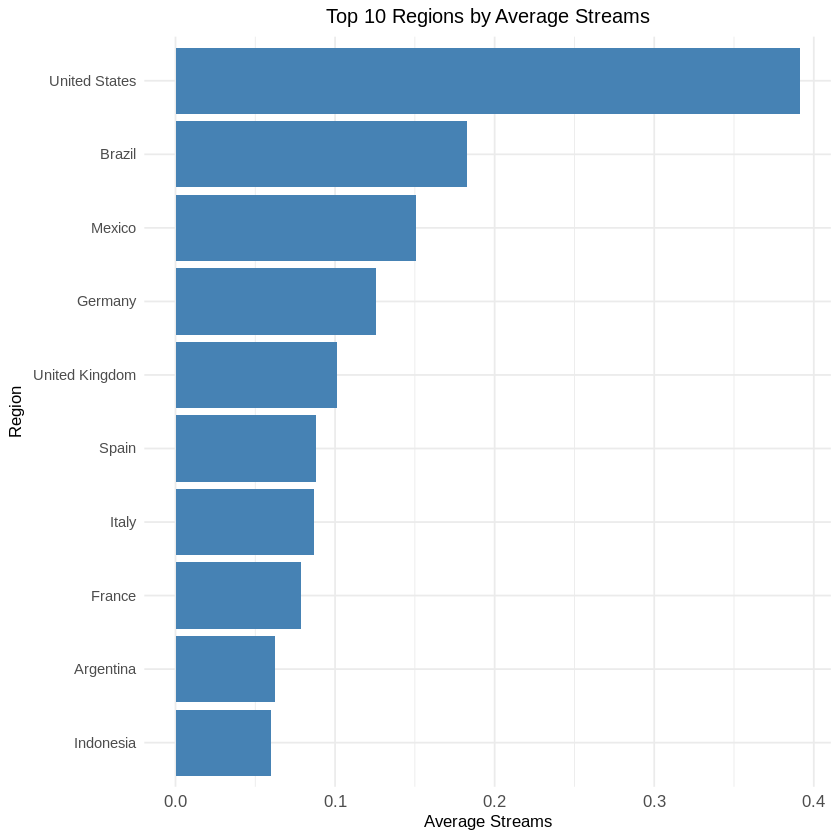 Top 10 Regions by Average Streams
United States
Brazil
Mexico
Germany
United Kingdom
Spain
Italy
France
Argentina
Indonesia
Region
0.0 0.1 0.2 0.3 0.4
Average Streams